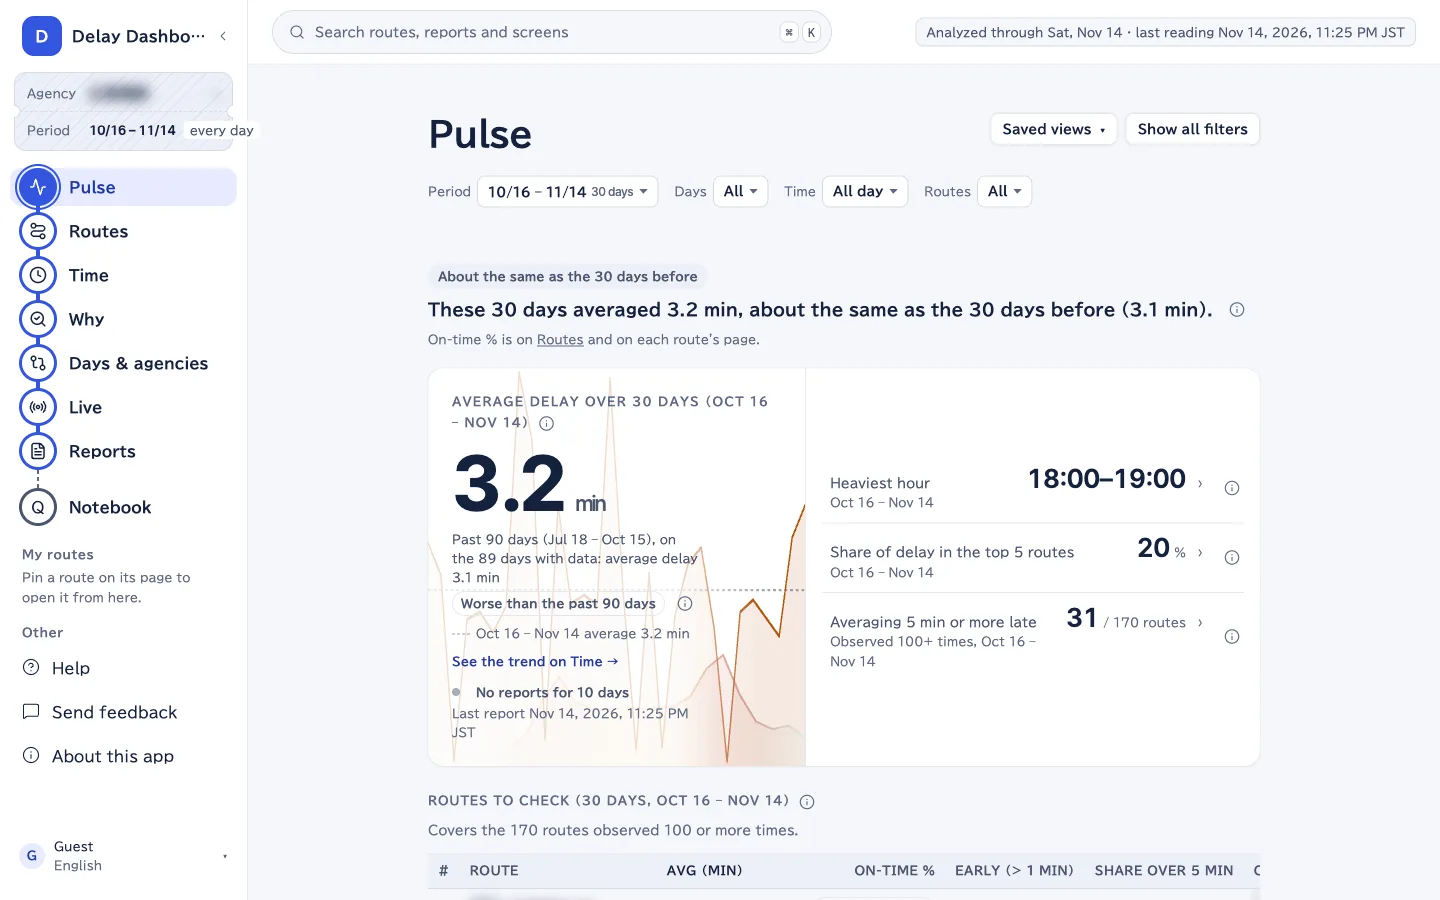 D
Delay Dashbo···
Search routes, reports and screens
⌘ K
Analyzed through Sat, Nov 14 · last reading Nov 14, 2026, 11:25 PM JST
Agency
Period 10/16 – 11/14 every day
Pulse
Routes
Time
Why
Days & agencies
Live
Reports
Notebook
My routes
Pin a route on its page to
open it from here.
Other
Help
Send feedback
About this app
G
Guest
English
Pulse
Saved views
Show all filters
Period 10/16 – 11/14 30 days
Days All
Time All day
Routes All
About the same as the 30 days before
These 30 days averaged 3.2 min, about the same as the 30 days before (3.1 min).
On-time % is on Routes and on each route's page.
AVERAGE DELAY OVER 30 DAYS (OCT 16
– NOV 14)
3.2 min
Past 90 days (Jul 18 – Oct 15), on
the 89 days with data: average delay
3.1 min
Worse than the past 90 days
Oct 16 – Nov 14 average 3.2 min
See the trend on Time →
No reports for 10 days
Last report Nov 14, 2026, 11:25 PM
JST
Heaviest hour
Oct 16 – Nov 14
18:00–19:00 ›
Share of delay in the top 5 routes
Oct 16 – Nov 14
20 % ›
Averaging 5 min or more late
Observed 100+ times, Oct 16 –
Nov 14
31 / 170 routes ›
ROUTES TO CHECK (30 DAYS, OCT 16 – NOV 14)
Covers the 170 routes observed 100 or more times.
# ROUTE AVG (MIN) ON-TIME % EARLY (> 1 MIN) SHARE OVER 5 MIN